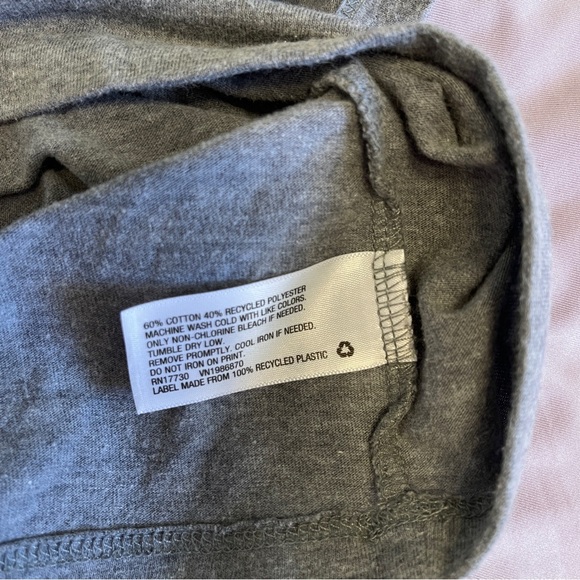 60% COTTON 40% RECYCLED POLYESTER
MACHINE WASH COLD WITH LIKE COLORS.
ONLY NON-CHLORINE BLEACH IF NEEDED.
TUMBLE DRY LOW.
REMOVE PROMPTLY. COOL IRON IF NEEDED.
DO NOT IRON ON PRINT.
RN17730 VN1986870
LABEL MADE FROM 100% RECYCLED PLASTIC